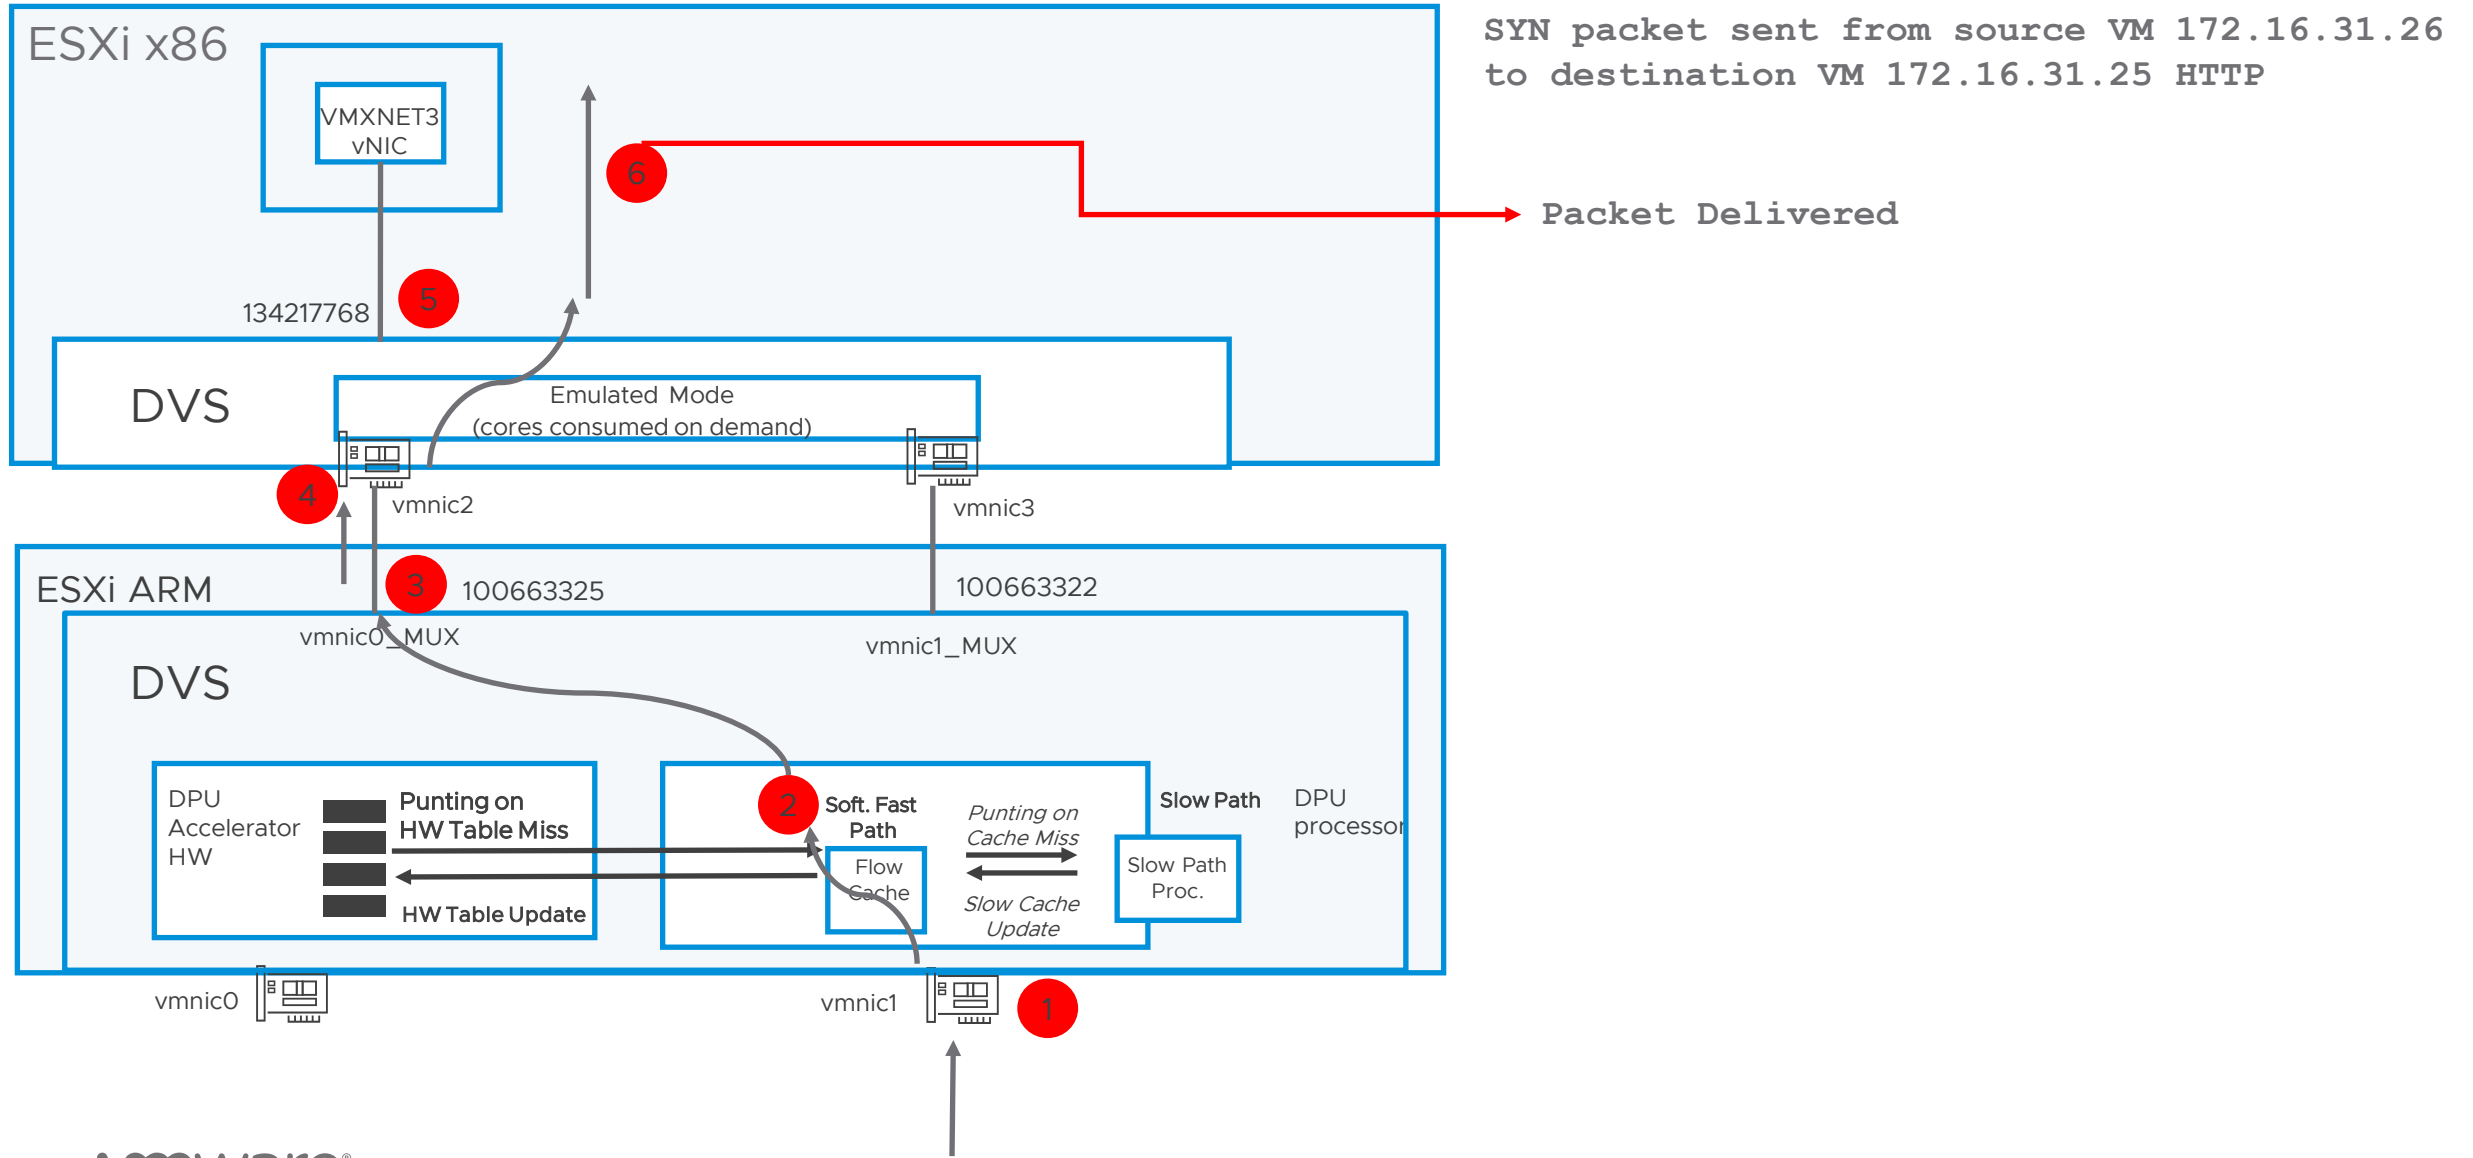 ESXi x86
SYN packet sent from source VM 172.16.31.26
to destination VM 172.16.31.25 HTTP
VMXNET3
vNIC
6
Packet Delivered
5
134217768
DVS
Emulated Mode
(cores consumed on demand)
4
vmnic2
vmnic3
ESXi ARM
3
100663325
100663322
vmnic0_MUX
vmnic1_MUX
DVS
DPU
Accelerator
HW
Punting on
HW Table Miss
HW Table Update
2
Soft. Fast
Path
Flow
Cache
Punting on
Cache Miss
Slow Cache
Update
Slow Path
Slow Path
Proc.
DPU
processor
vmnic0
vmnic1
1